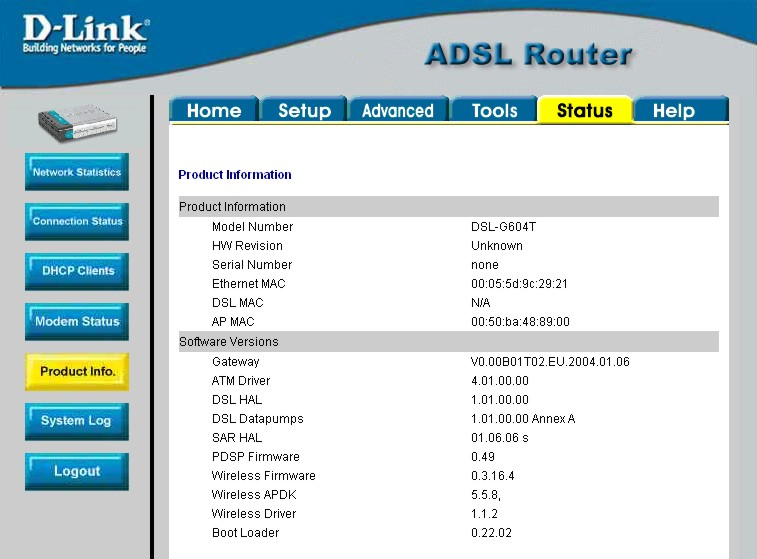 D-Link®
Building Networks for People
ADSL Router
Home Setup Advanced Tools Status Help
Network Statistics
Connection Status
DHCP Clients
Modem Status
Product Info.
System Log
Logout
Product Information
Product Information
Model Number DSL-G604T
HW Revision Unknown
Serial Number none
Ethernet MAC 00:05:5d:9c:29:21
DSL MAC N/A
AP MAC 00:50:ba:48:89:00
Software Versions
Gateway V0.00B01T02.EU.2004.01.06
ATM Driver 4.01.00.00
DSL HAL 1.01.00.00
DSL Datapumps 1.01.00.00 Annex A
SAR HAL 01.06.06 s
PDSP Firmware 0.49
Wireless Firmware 0.3.16.4
Wireless APDK 5.5.8,
Wireless Driver 1.1.2
Boot Loader 0.22.02